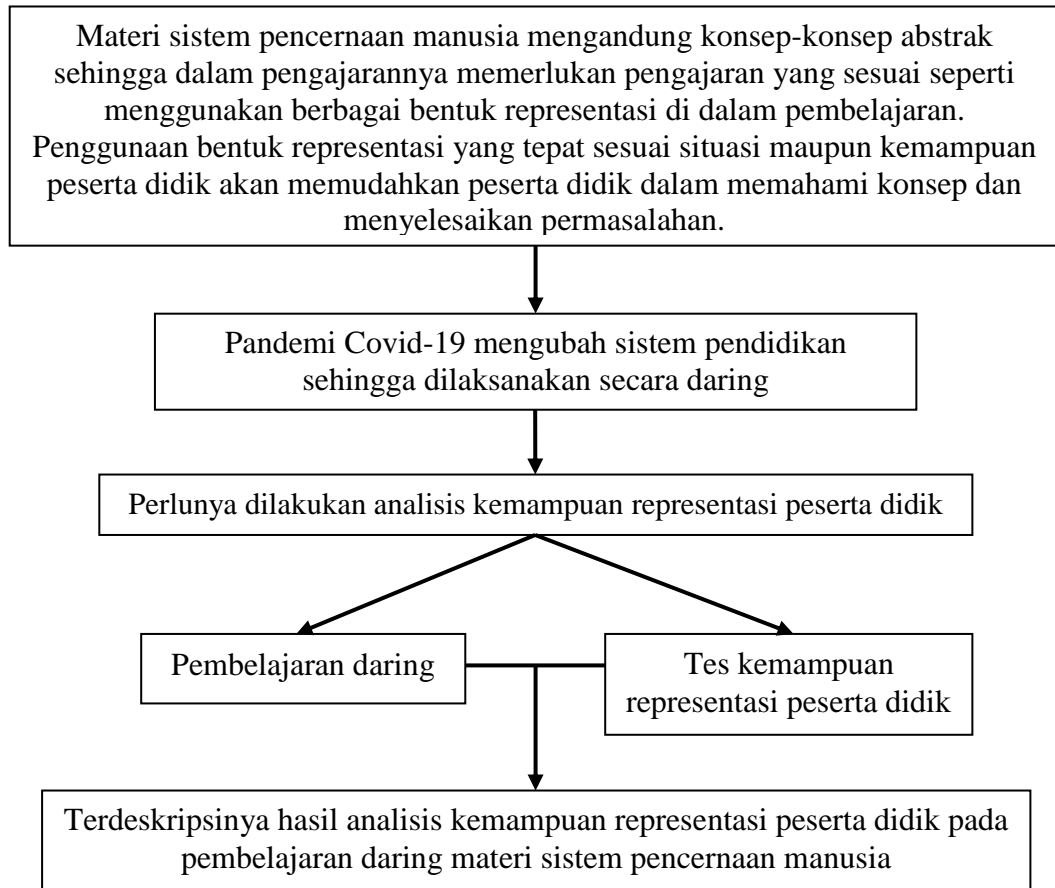 Materi sistem pencernaan manusia mengandung konsep-konsep abstrak
sehingga dalam pengajarannya memerlukan pengajaran yang sesuai seperti
menggunakan berbagai bentuk representasi di dalam pembelajaran.
Penggunaan bentuk representasi yang tepat sesuai situasi maupun kemampuan
peserta didik akan memudahkan peserta didik dalam memahami konsep dan
menyelesaikan permasalahan.
Pandemi Covid-19 mengubah sistem pendidikan
sehingga dilaksanakan secara daring
Perlunya dilakukan analisis kemampuan representasi peserta didik
Pembelajaran daring
Tes kemampuan
representasi peserta didik
Terdeskripsinya hasil analisis kemampuan representasi peserta didik pada
pembelajaran daring materi sistem pencernaan manusia